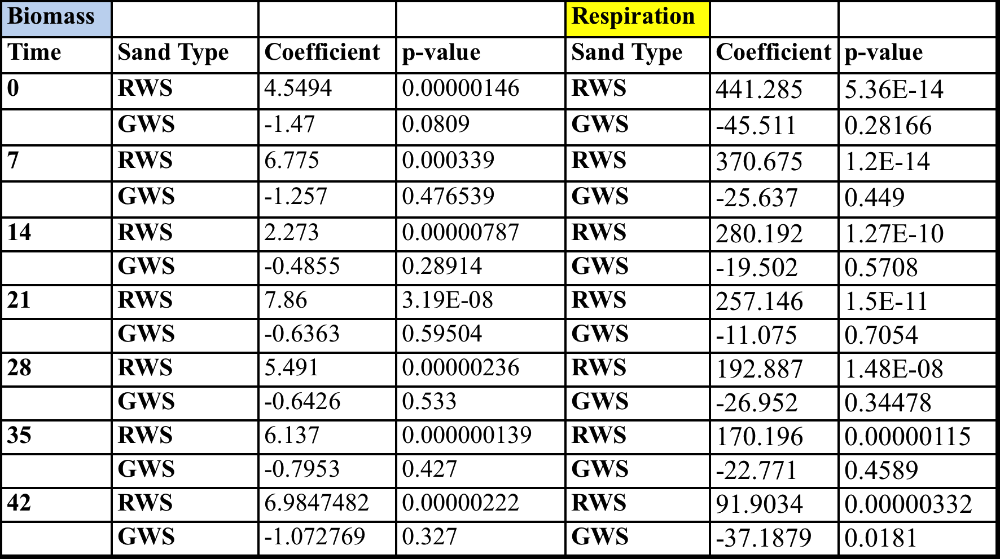 Biomass Respiration
Time Sand Type Coefficient p-value Sand Type Coefficient p-value
0 RWS 4.5494 0.00000146 RWS 441.285 5.36E-14
GWS -1.47 0.0809 GWS -45.511 0.28166
7 RWS 6.775 0.000339 RWS 370.675 1.2E-14
GWS -1.257 0.476539 GWS -25.637 0.449
14 RWS 2.273 0.00000787 RWS 280.192 1.27E-10
GWS -0.4855 0.28914 GWS -19.502 0.5708
21 RWS 7.86 3.19E-08 RWS 257.146 1.5E-11
GWS -0.6363 0.59504 GWS -11.075 0.7054
28 RWS 5.491 0.00000236 RWS 192.887 1.48E-08
GWS -0.6426 0.533 GWS -26.952 0.34478
35 RWS 6.137 0.000000139 RWS 170.196 0.00000115
GWS -0.7953 0.427 GWS -22.771 0.4589
42 RWS 6.9847482 0.00000222 RWS 91.9034 0.00000332
GWS -1.072769 0.327 GWS -37.1879 0.0181